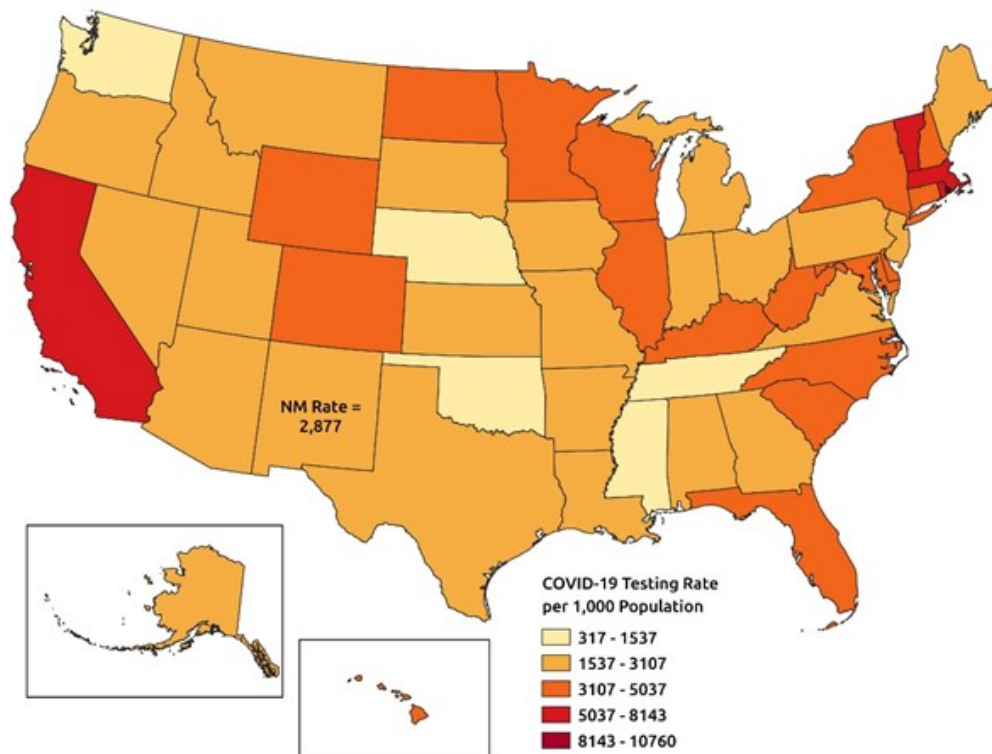 NM Rate =
2,877
COVID-19 Testing Rate
per 1,000 Population
317 - 1537
1537 - 3107
3107 - 5037
5037 - 8143
8143 - 10760